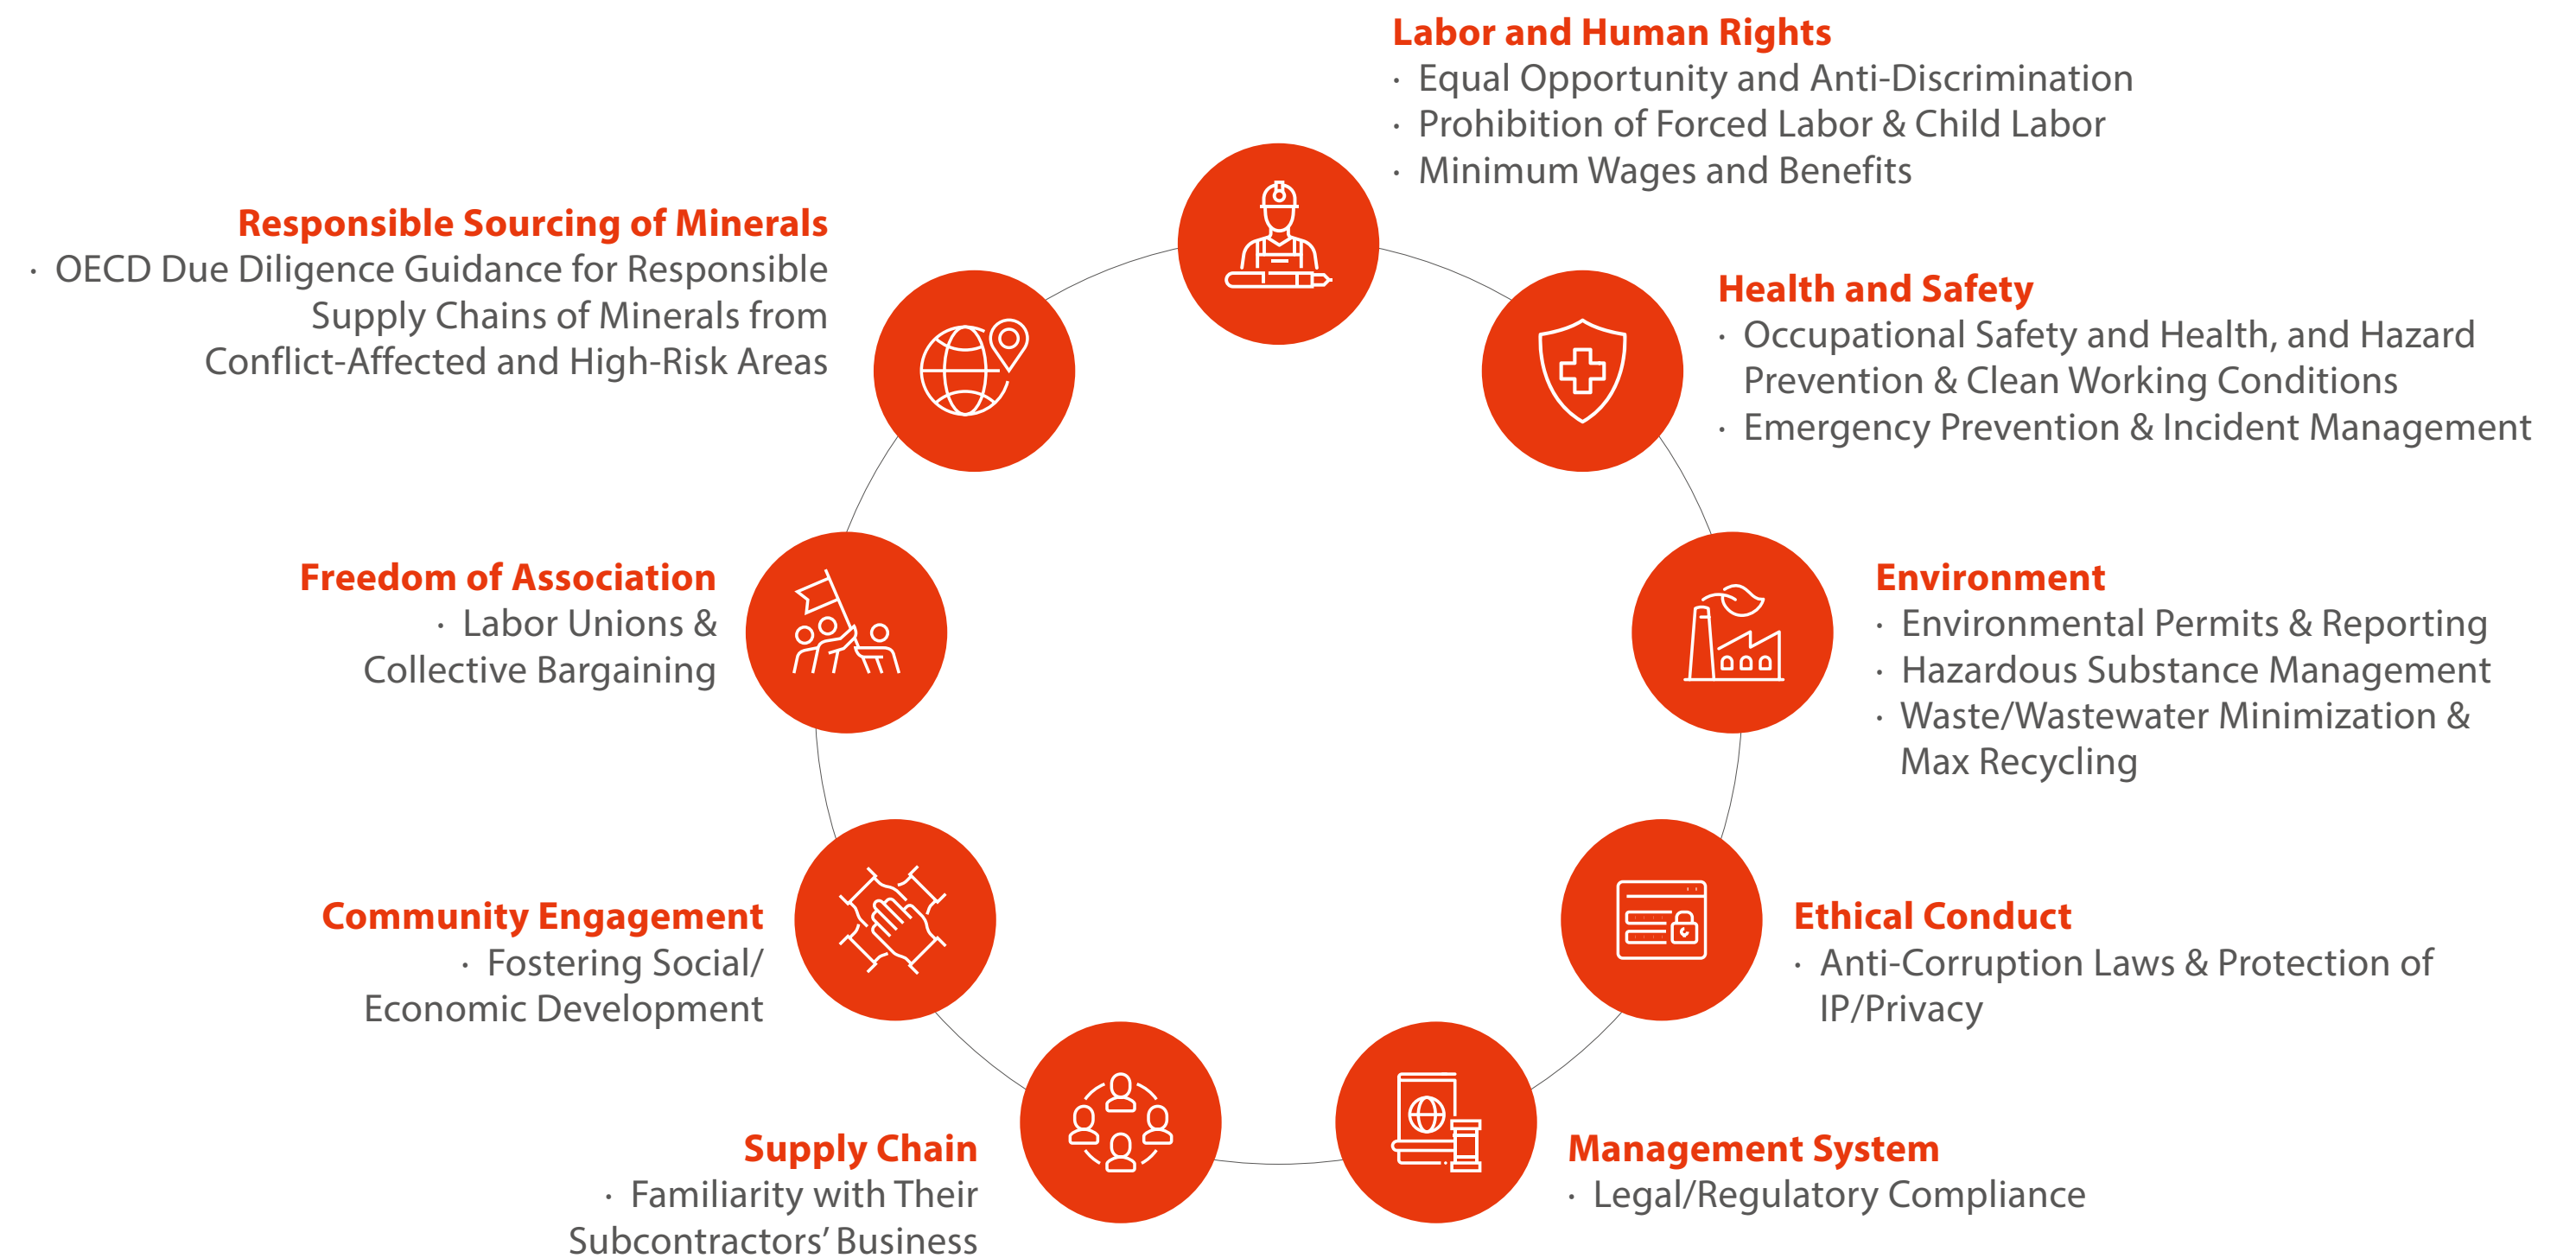 Labor and Human Rights
· Equal Opportunity and Anti-Discrimination
· Prohibition of Forced Labor & Child Labor
· Minimum Wages and Benefits
Health and Safety
· Occupational Safety and Health, and Hazard
Prevention & Clean Working Conditions
· Emergency Prevention & Incident Management
Environment
· Environmental Permits & Reporting
· Hazardous Substance Management
· Waste/Wastewater Minimization &
Max Recycling
Ethical Conduct
· Anti-Corruption Laws & Protection of
IP/Privacy
Management System
· Legal/Regulatory Compliance
Supply Chain
· Familiarity with Their
Subcontractors’ Business
Community Engagement
· Fostering Social/
Economic Development
Freedom of Association
· Labor Unions &
Collective Bargaining
Responsible Sourcing of Minerals
· OECD Due Diligence Guidance for Responsible
Supply Chains of Minerals from
Conflict-Affected and High-Risk Areas